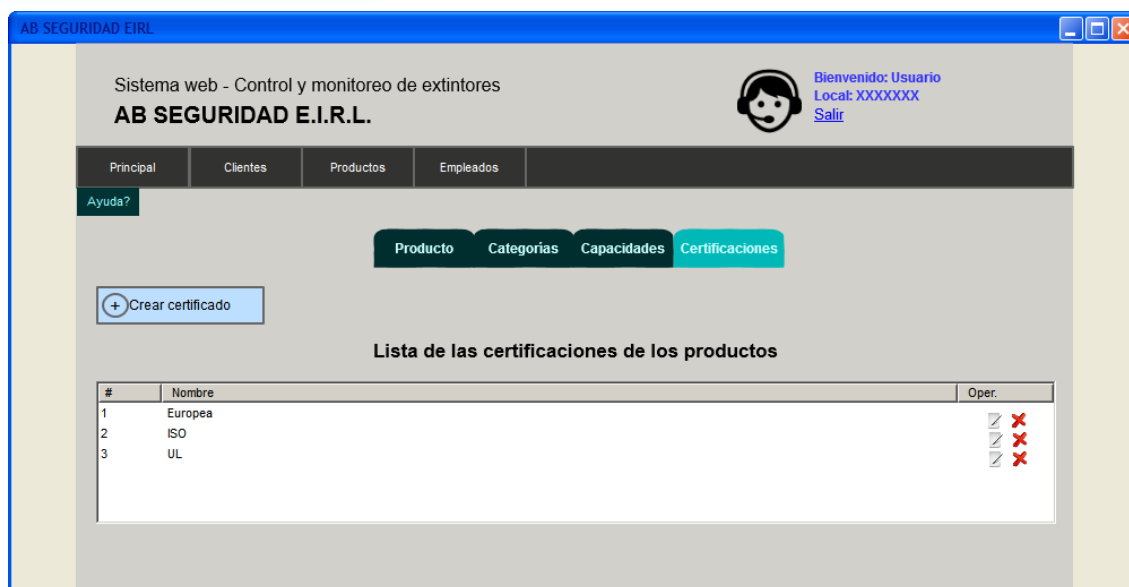 AB SEGURIDAD EIRL
Sistema web - Control y monitoreo de extintores
AB SEGURIDAD E.I.R.L.
Bienvenido: Usuario
Local: XXXXXXX
Salir
Principal Clientes Productos Empleados
Ayuda?
Producto Categorías Capacidades Certificaciones
+ Crear certificado
Lista de las certificaciones de los productos
# Nombre Oper.
1 Europea
2 ISO
3 UL